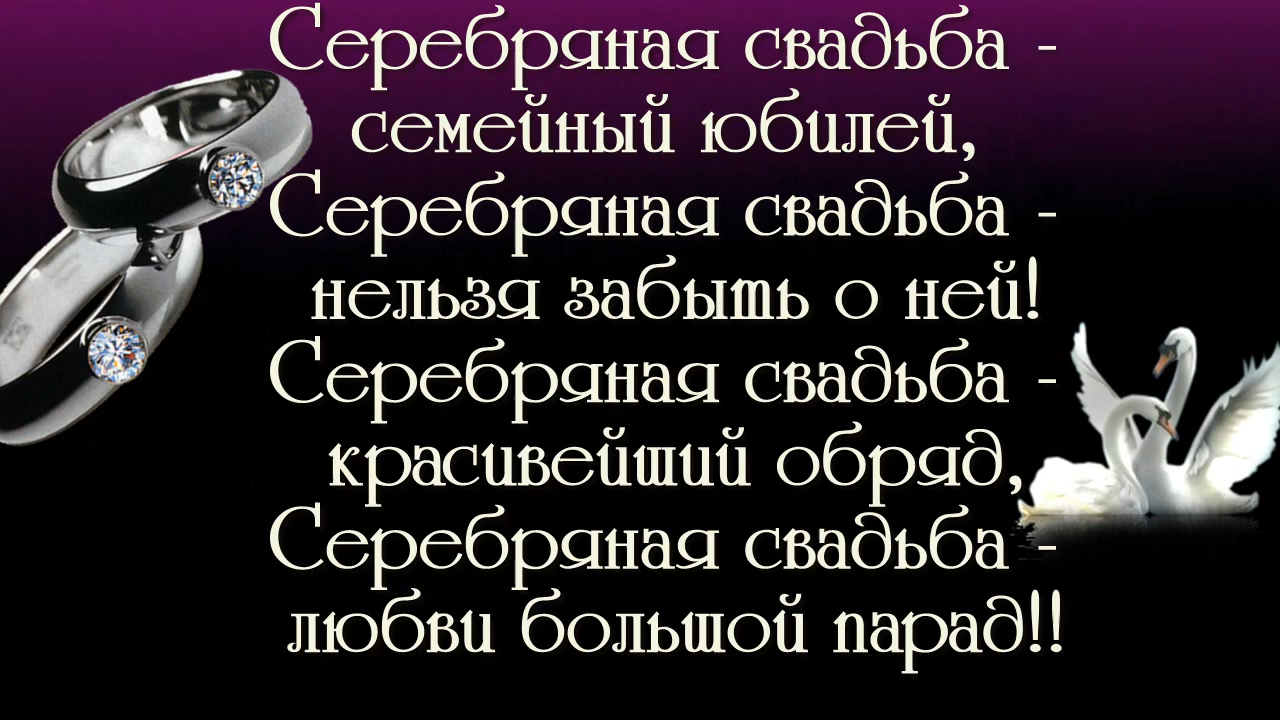 Серебряная свадьба -
семейный юбилей,
Серебряная свадьба -
нельзя забыть о ней!
Серебряная свадьба -
красивейший обряд,
Серебряная свадьба -
любви большой парад!!